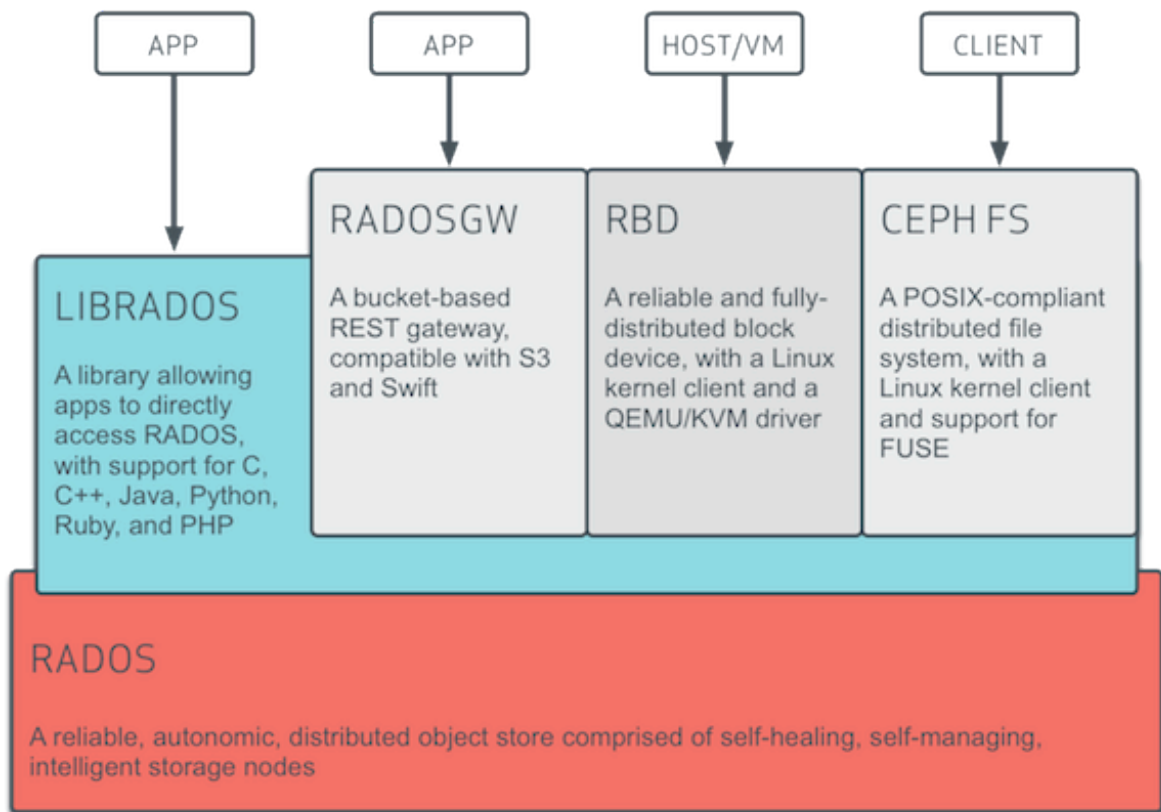 APP
APP
HOST/VM
CLIENT
LIBRADOS
A library allowing
apps to directly
access RADOS,
with support for C,
C++, Java, Python,
Ruby, and PHP
RADOSGW
A bucket-based
REST gateway,
compatible with S3
and Swift
RBD
A reliable and fully-
distributed block
device, with a Linux
kernel client and a
QEMU/KVM driver
CEPH FS
A POSIX-compliant
distributed file
system, with a
Linux kernel client
and support for
FUSE
RADOS
A reliable, autonomic, distributed object store comprised of self-healing, self-managing,
intelligent storage nodes